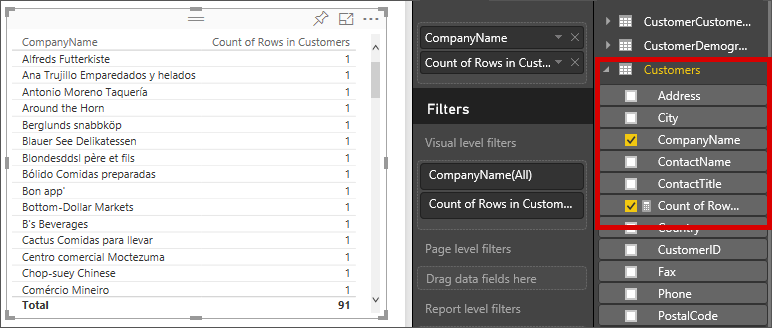 CompanyName Count of Rows in Customers
Alfreds Futterkiste 1
Ana Trujillo Emparedados y helados 1
Antonio Moreno Taquería 1
Around the Horn 1
Berglunds snabbköp 1
Blauer See Delikatessen 1
Blondesddsl père et fils 1
Bólido Comidas preparadas 1
Bon app' 1
Bottom-Dollar Markets 1
B's Beverages 1
Cactus Comidas para llevar 1
Centro comercial Moctezuma 1
Chop-suey Chinese 1
Comércio Mineiro 1
Total 91
CompanyName
Count of Rows in Cust...
Filters
Visual level filters
CompanyName(All)
Count of Rows in Custom...
Page level filters
Drag data fields here
Report level filters
CustomerCustome...
CustomerDemogr...
Customers
Address
City
CompanyName
ContactName
ContactTitle
Count of Row...
Country
CustomerID
Fax
Phone
PostalCode